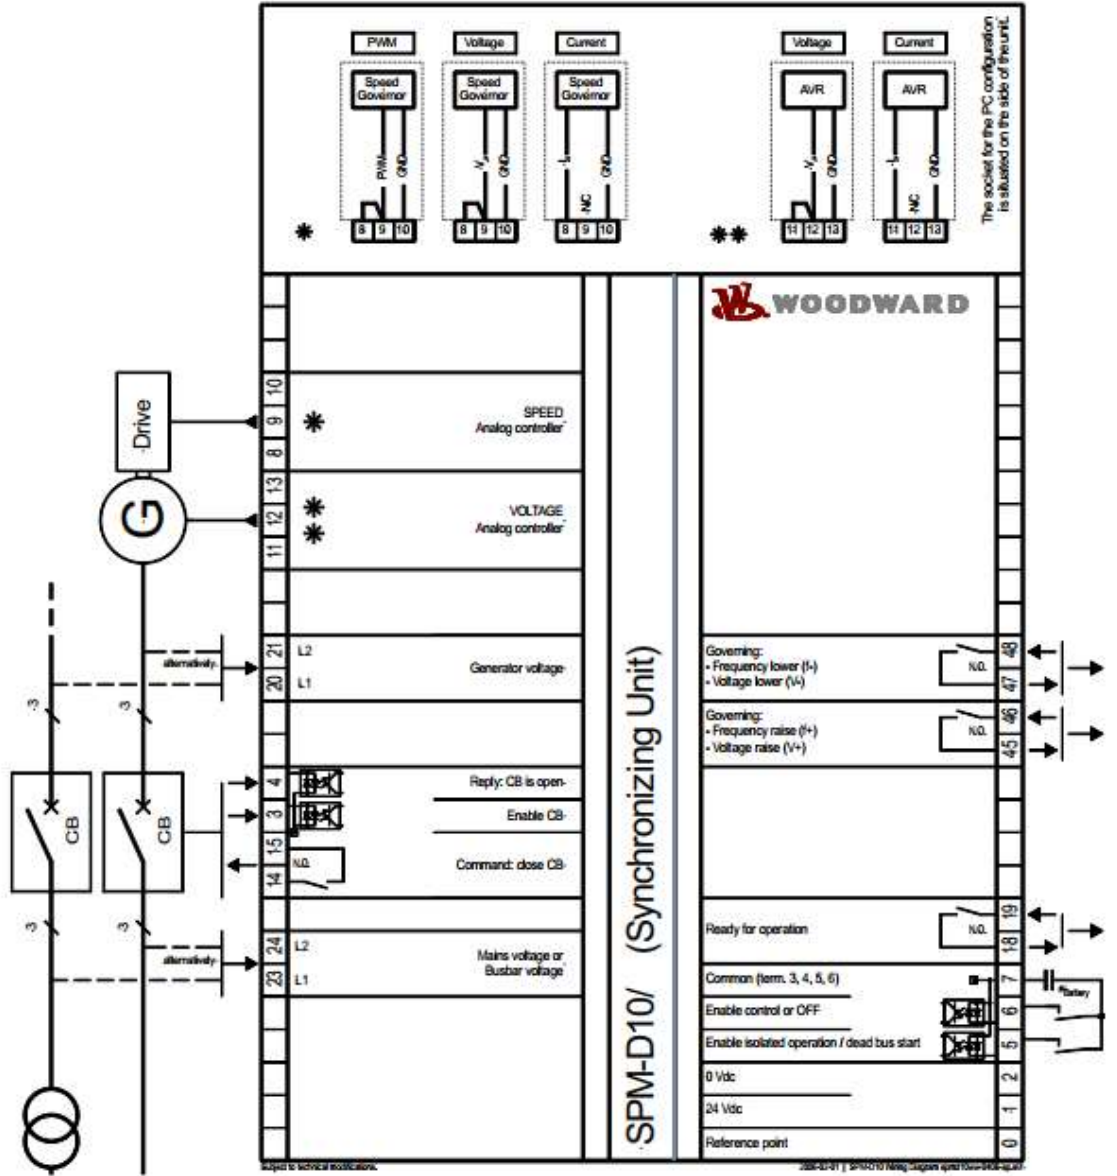 PWM
Voltage
Current
Voltage
Current
Speed
Governor
Speed
Governor
Speed
Governor
AVR
AVR
PWM
GND
GND
GND
GND
GND
N/C
N/C
8 9 10
8 9 10
8 9 10
11 12 13
11 12 13
*
**
The socket for the PC configuration
is situated on the side of the unit.
WOODWARD
Drive
G
10
9
8
*
SPEED
Analog controller
13
12
11
*
*
VOLTAGE
Analog controller
alternatively
21
20
L2
L1
Generator voltage
3
3
CB
CB
4
3
15
14
Reply: CB is open
Enable CB
N.O.
Command: close CB
3
3
alternatively
24
23
L2
L1
Mains voltage or
Busbar voltage
SPM-D10/ (Synchronizing Unit)
Governing:
- Frequency lower (f-)
- Voltage lower (V-)
N.O.
48
47
Governing:
- Frequency raise (f+)
- Voltage raise (V+)
N.O.
46
45
Ready for operation
N.O.
19
18
Common (term. 3, 4, 5, 6)
7
Battery
Enable control or OFF
6
Enable isolated operation / dead bus start
5
0 Vdc
2
24 Vdc
1
Reference point
0
Subject to technical modifications.